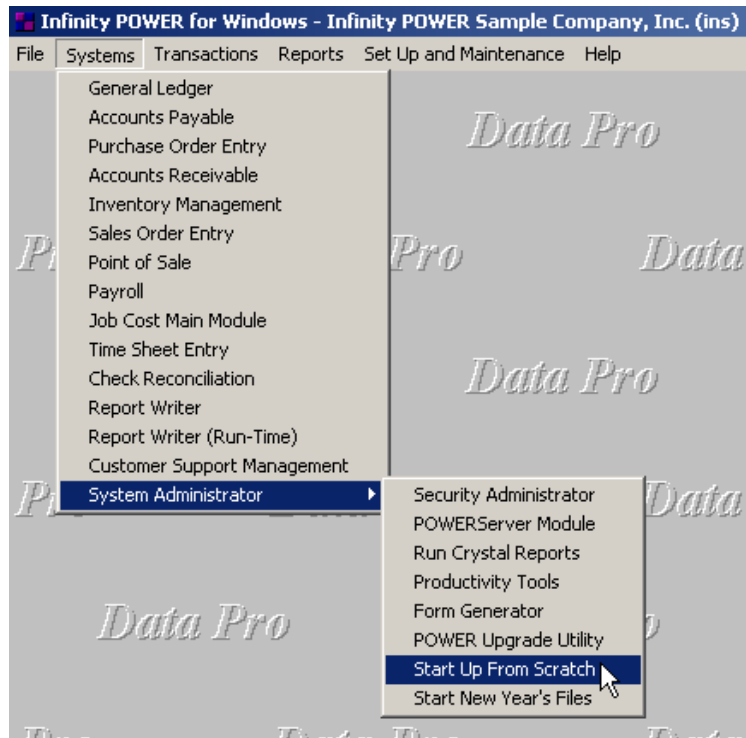 Infinity POWER for Windows - Infinity POWER Sample Company, Inc. (ins)
File Systems Transactions Reports Set Up and Maintenance Help
General Ledger
Accounts Payable
Purchase Order Entry
Accounts Receivable
Inventory Management
Sales Order Entry
Point of Sale
Payroll
Job Cost Main Module
Time Sheet Entry
Check Reconciliation
Report Writer
Report Writer (Run-Time)
Customer Support Management
System Administrator
Security Administrator
POWERServer Module
Run Crystal Reports
Productivity Tools
Form Generator
POWER Upgrade Utility
Start Up From Scratch
Start New Year's Files
Data Pro
Pro Data
Data Pro
Data
Data Pro